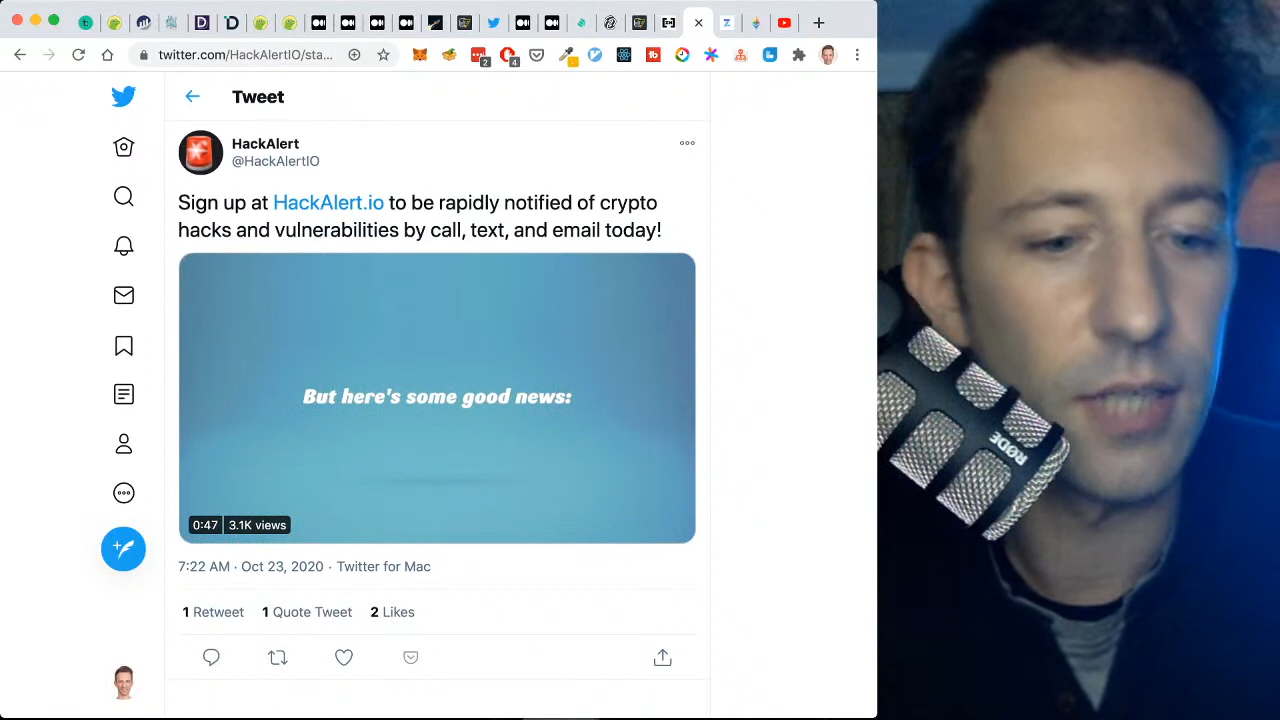 twitter.com/HackAlertIO/sta...
2
4
Tweet
HackAlert
@HackAlertIO
Sign up at HackAlert.io to be rapidly notified of crypto
hacks and vulnerabilities by call, text, and email today!
But here's some good news:
0:47 3.1K views
7:22 AM · Oct 23, 2020 · Twitter for Mac
1 Retweet 1 Quote Tweet 2 Likes
RØDE